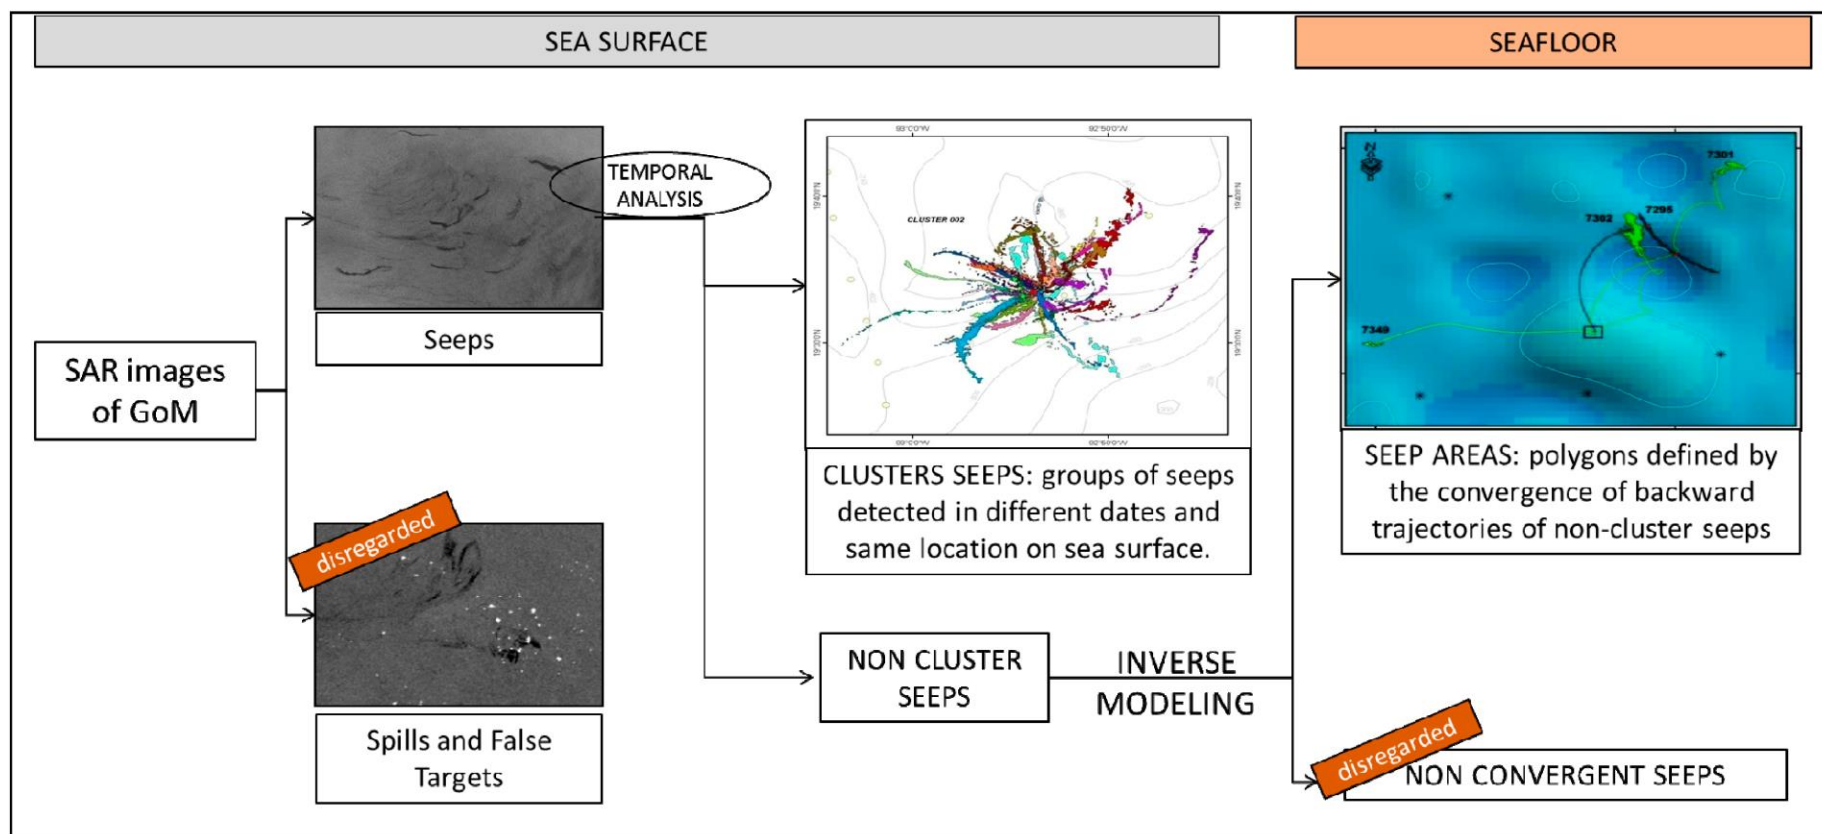 SEA SURFACE
SEAFLOOR
SAR images
of GoM
Seeps
disregarded
Spills and False
Targets
TEMPORAL
ANALYSIS
CLUSTER 002
CLUSTERS SEEPS: groups of seeps
detected in different dates and
same location on sea surface.
NON CLUSTER
SEEPS
INVERSE
MODELING
7301
7302
7295
7349
SEEP AREAS: polygons defined by
the convergence of backward
trajectories of non-cluster seeps
disregarded
NON CONVERGENT SEEPS